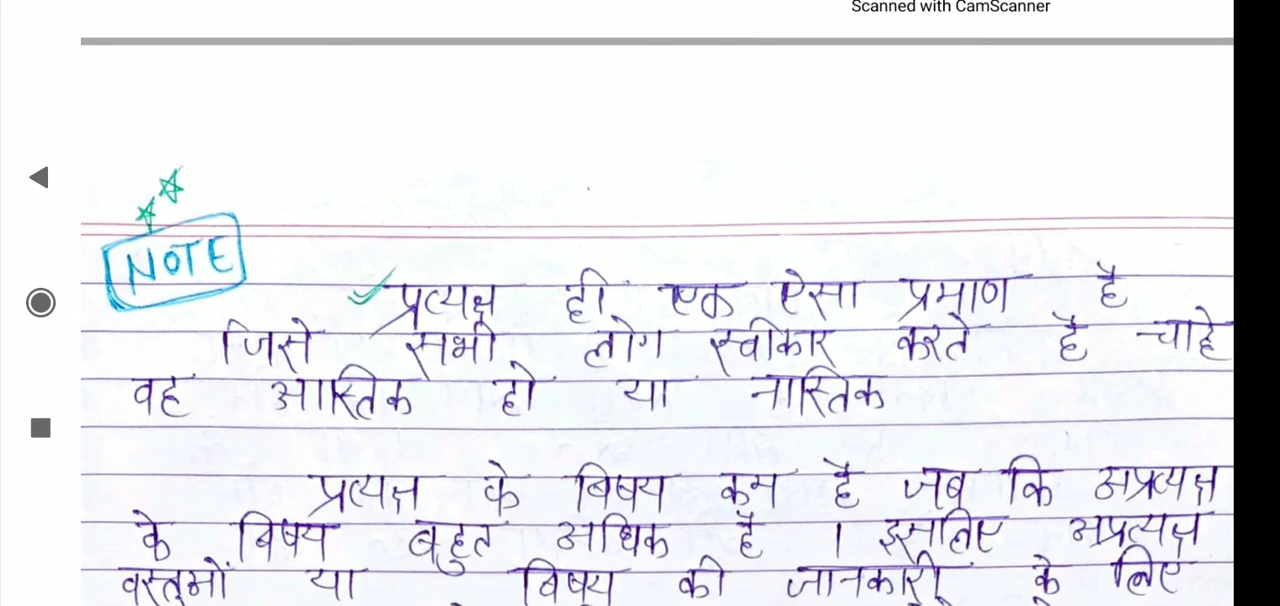 Scanned with CamScanner
NOTE
प्रत्यक्ष ही एक ऐसा प्रमाण है
जिसे सभी लोग स्वीकार करते है चाहे
वह आस्तिक हो या नास्तिक
प्रत्यक्ष के विषय कम है जब कि अप्रत्यक्ष
के विषय बहुत अधिक है । इसलिए अप्रत्यक्ष
वस्तुओं या विषय की जानकारी के लिए